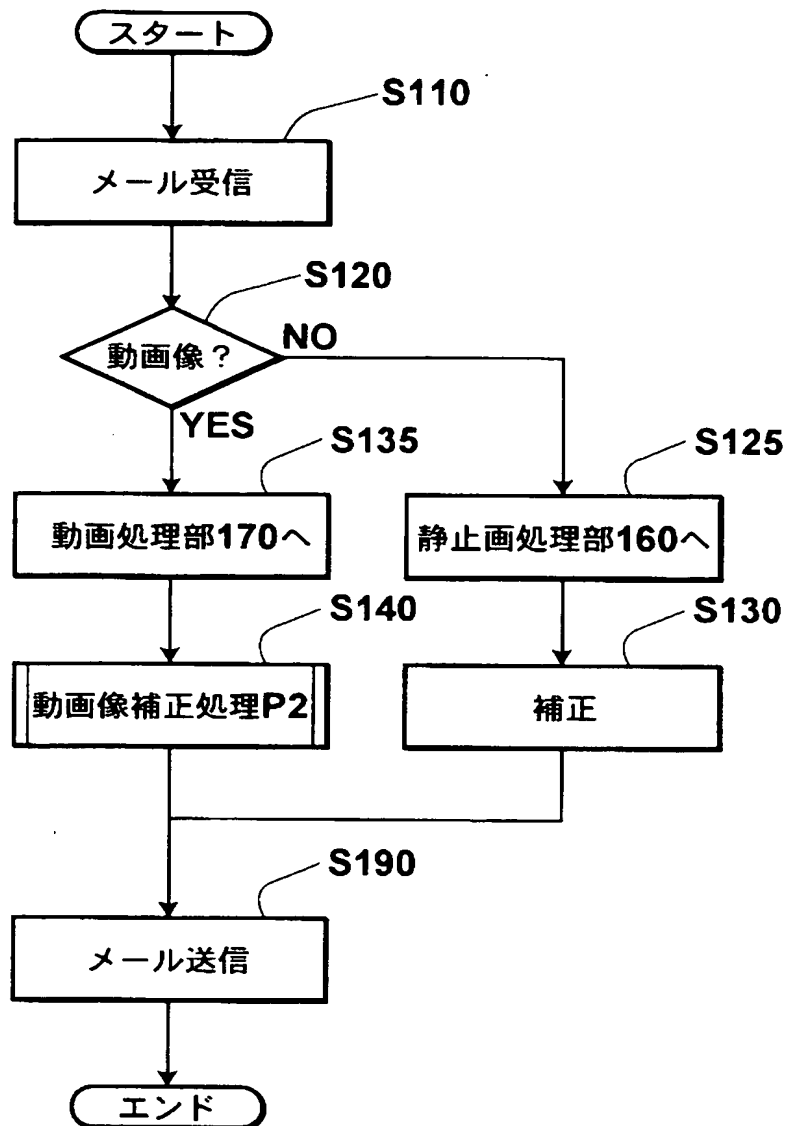 スタート
S110
メール受信
S120
動画像？
NO
YES
S135
動画処理部170へ
S125
静止画処理部160へ
S140
動画像補正処理P2
S130
補正
S190
メール送信
エンド